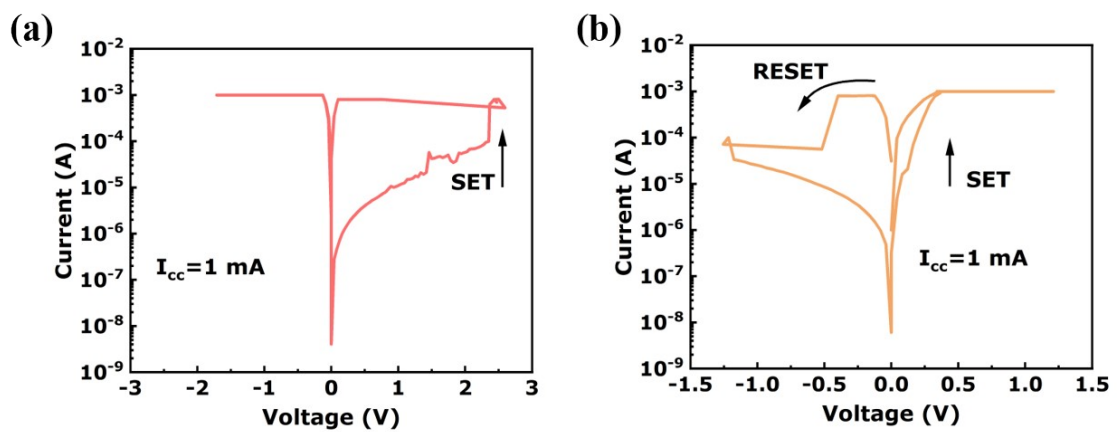 (a)
10⁻²
10⁻³
10⁻⁴
10⁻⁵
10⁻⁶
10⁻⁷
10⁻⁸
10⁻⁹
Current (A)
SET
I_cc=1 mA
-3 -2 -1 0 1 2 3
Voltage (V)
(b)
10⁻²
10⁻³
10⁻⁴
10⁻⁵
10⁻⁶
10⁻⁷
10⁻⁸
10⁻⁹
Current (A)
RESET
SET
I_cc=1 mA
-1.5 -1.0 -0.5 0.0 0.5 1.0 1.5
Voltage (V)